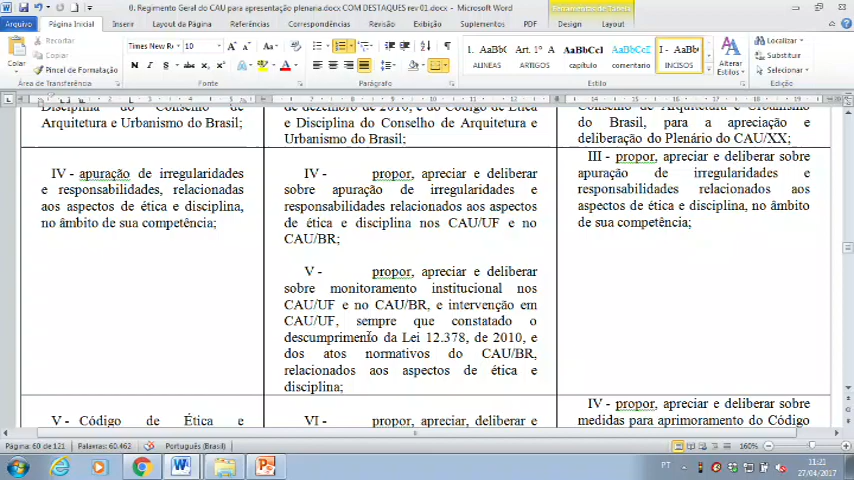 0. Regimento Geral do CAU para apresentação plenaria.docx COM DESTAQUES rev 01.docx - Microsoft Word
Ferramentas de Tabela
Arquivo Página Inicial Inserir Layout da Página Referências Correspondências Revisão Exibição Suplementos PDF Design Layout
Colar
Recortar
Copiar
Pincel de Formatação
Área de Transferência
Times New Ro 10
N I S abc
Fonte
Parágrafo
1. AaBb(
ALINEAS
Art. 1º A
ARTIGOS
AaBbCcI
capítulo
AaBbCcE
comentario
I - AaBb
INCISOS
Alterar
Estilos
Estilo
Localizar
Substituir
Selecionar
Edição
Disciplina do Conselho de
Arquitetura e Urbanismo do Brasil;
de dezembro de 2010, e do Código de Ética
e Disciplina do Conselho de Arquitetura e
Urbanismo do Brasil;
Conselho de Arquitetura e Urbanismo
do Brasil, para a apreciação e
deliberação do Plenário do CAU/XX;
IV - apuração de irregularidades
e responsabilidades, relacionadas
aos aspectos de ética e disciplina,
no âmbito de sua competência;
IV - propor, apreciar e deliberar
sobre apuração de irregularidades e
responsabilidades relacionados aos aspectos
de ética e disciplina nos CAU/UF e no
CAU/BR;
V - propor, apreciar e deliberar
sobre monitoramento institucional nos
CAU/UF e no CAU/BR, e intervenção em
CAU/UF, sempre que constatado o
descumprimento da Lei 12.378, de 2010, e
dos atos normativos do CAU/BR,
relacionados aos aspectos de ética e
disciplina;
III - propor, apreciar e deliberar sobre
apuração de irregularidades e
responsabilidades relacionados aos
aspectos de ética e disciplina, no âmbito
de sua competência;
V - Código de Ética e
VI - propor, apreciar, deliberar e
IV - propor, apreciar e deliberar sobre
medidas para aprimoramento do Código
Página: 60 de 121 Palavras: 60.462 Português (Brasil) 160%
PT 11:21
27/04/2017